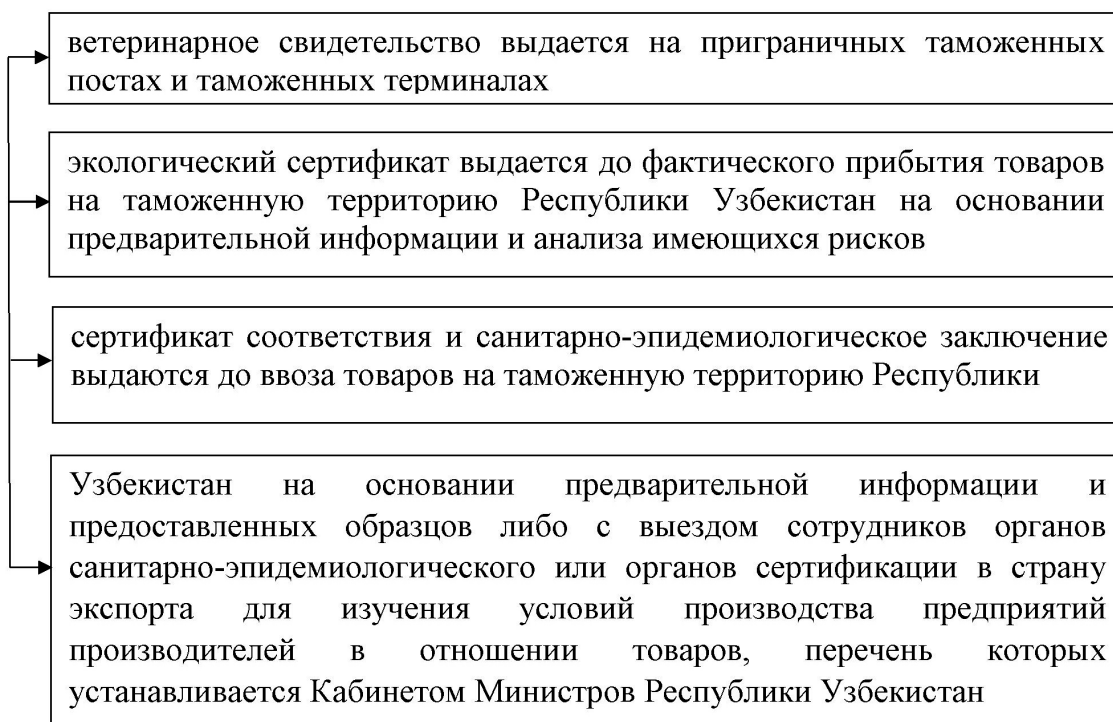 ветеринарное свидетельство выдается на приграничных таможенных
постах и таможенных терминалах
экологический сертификат выдается до фактического прибытия товаров
на таможенную территорию Республики Узбекистан на основании
предварительной информации и анализа имеющихся рисков
сертификат соответствия и санитарно-эпидемиологическое заключение
выдаются до ввоза товаров на таможенную территорию Республики
Узбекистан на основании предварительной информации и
предоставленных образцов либо с выездом сотрудников органов
санитарно-эпидемиологического или органов сертификации в страну
экспорта для изучения условий производства предприятий
производителей в отношении товаров, перечень которых
устанавливается Кабинетом Министров Республики Узбекистан